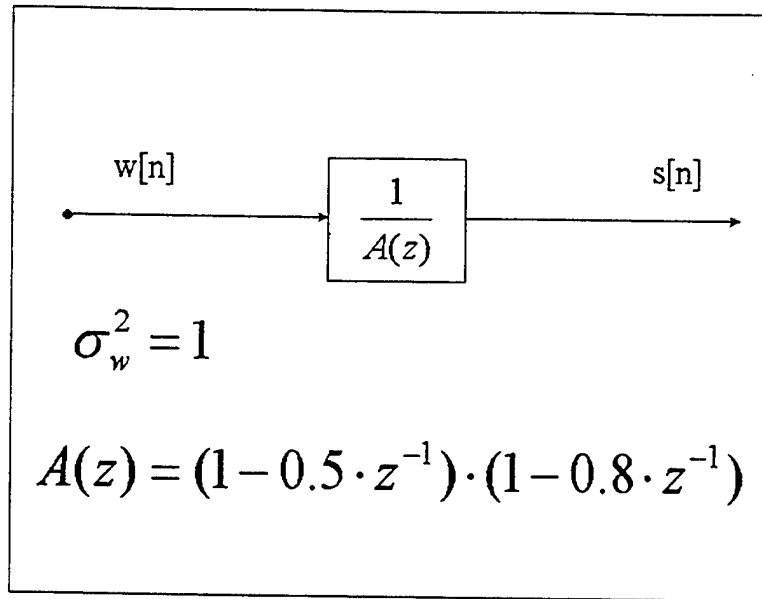 w[n]
s[n]
1
A(z)
σ_w^2 = 1
A(z) = (1 − 0.5 · z^{-1}) · (1 − 0.8 · z^{-1})